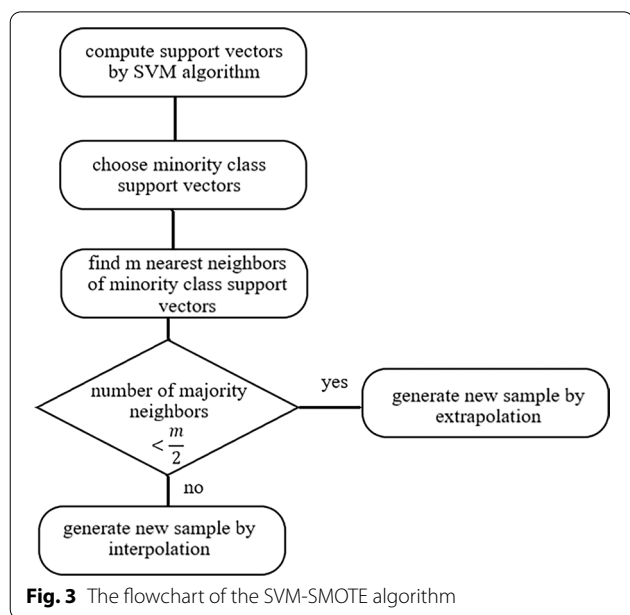 compute support vectors
by SVM algorithm
choose minority class
support vectors
find m nearest neighbors
of minority class support
vectors
number of majority
neighbors
< m/2
yes
generate new sample by
extrapolation
no
generate new sample by
interpolation
Fig. 3 The flowchart of the SVM-SMOTE algorithm